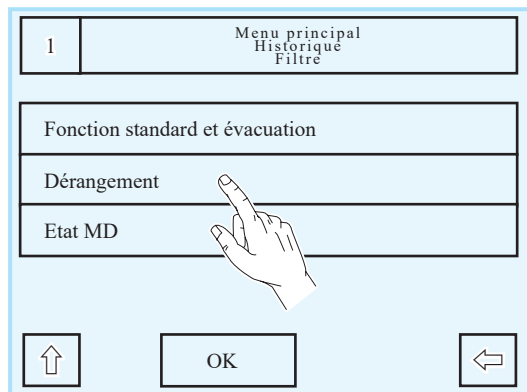 1
Menu principal
Historique
Filtre
Fonction standard et évacuation
Dérangement
Etat MD
OK